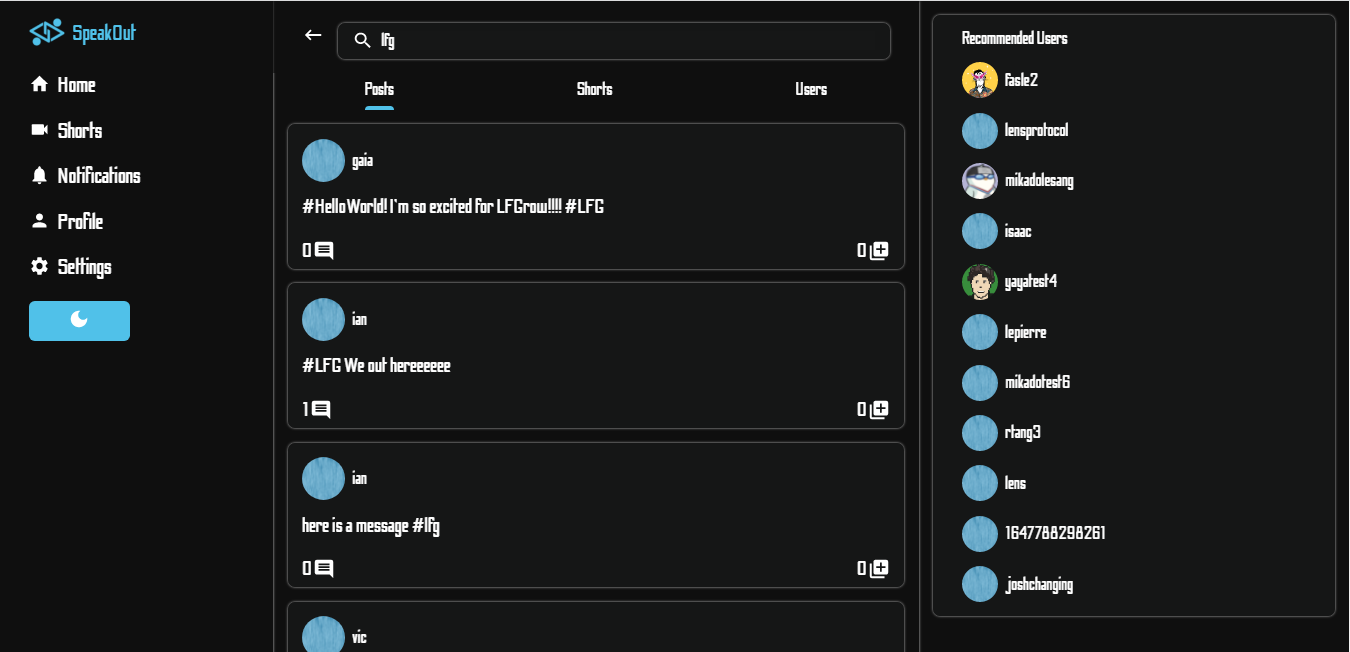 SpeakOut
Home
Shorts
Notifications
Profile
Settings
lfg
Posts Shorts Users
gaia
#HelloWorld! I'm so excited for LFGrow!!!! #LFG
0 0
ian
#LFG We out hereeeeee
1 0
ian
here is a message #lfg
0 0
vic
Recommended Users
fasle2
lensprotocol
mikadolesang
isaac
yayatest4
lepierre
mikadotest6
rtang3
lens
1647788298261
joshchanging